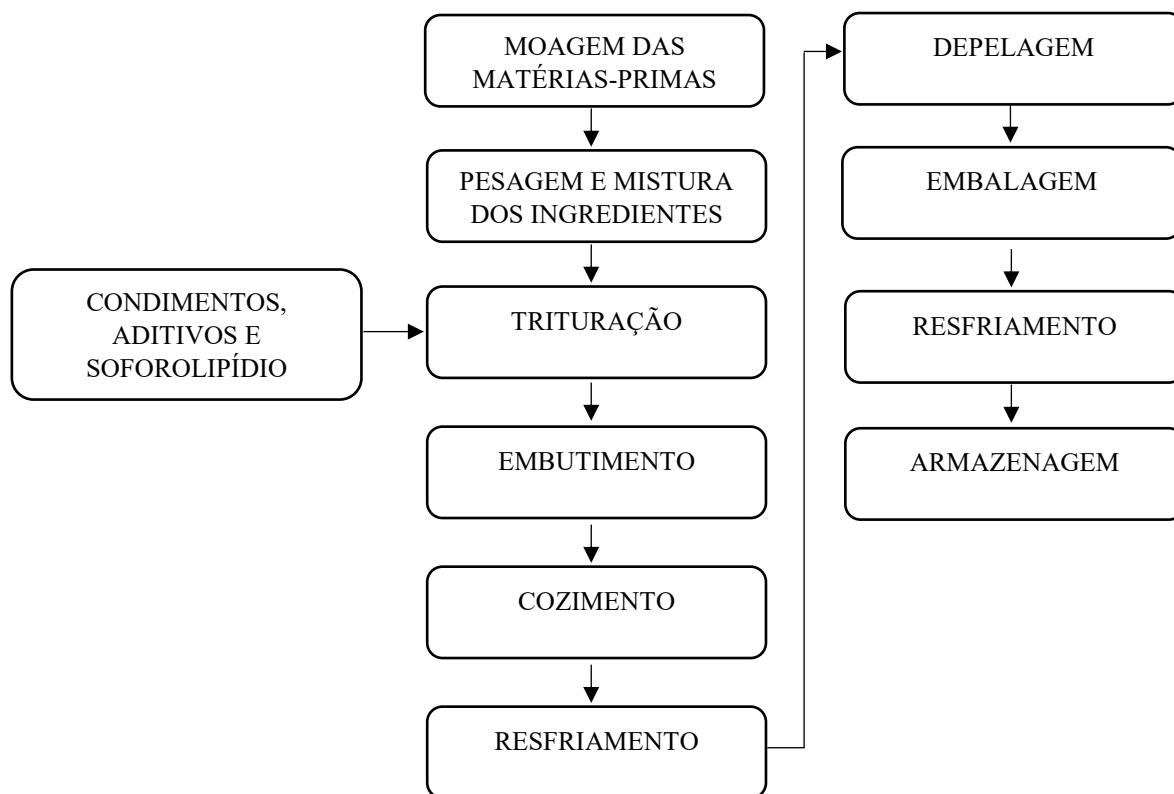 MOAGEM DAS
MATÉRIAS-PRIMAS
PESAGEM E MISTURA
DOS INGREDIENTES
CONDIMENTOS,
ADITIVOS E
SOFOROLIPÍDIO
TRITURAÇÃO
EMBUTIMENTO
COZIMENTO
RESFRIAMENTO
DEPELAGEM
EMBALAGEM
RESFRIAMENTO
ARMAZENAGEM